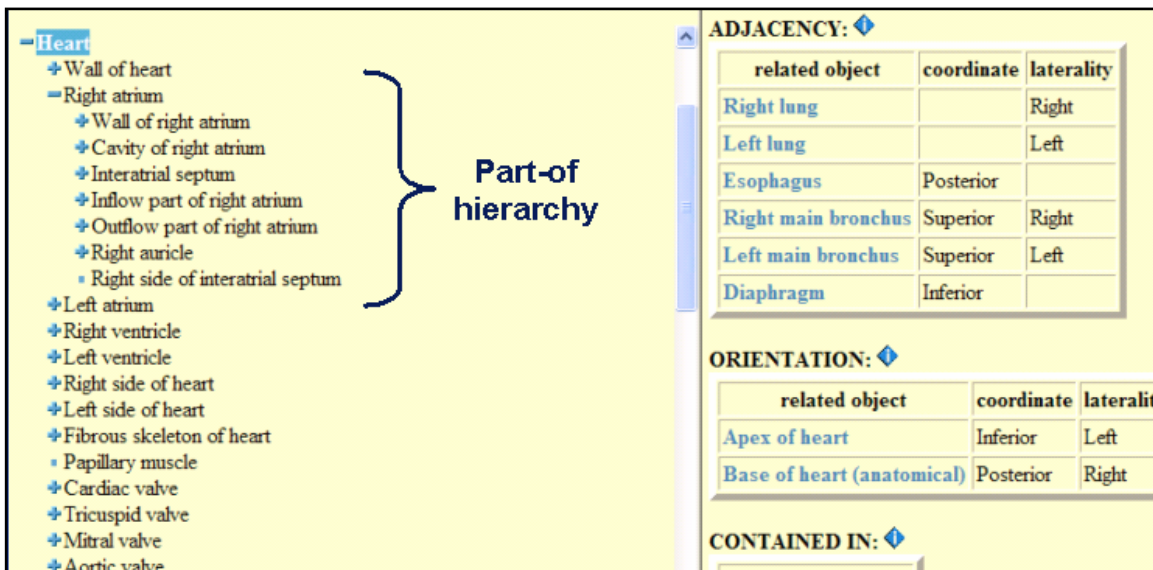 Heart
Wall of heart
Right atrium
Wall of right atrium
Cavity of right atrium
Interatrial septum
Inflow part of right atrium
Outflow part of right atrium
Right auricle
Right side of interatrial septum
Left atrium
Right ventricle
Left ventricle
Right side of heart
Left side of heart
Fibrous skeleton of heart
Papillary muscle
Cardiac valve
Tricuspid valve
Mitral valve
Aortic valve
Part-of
hierarchy
ADJACENCY:
related object coordinate laterality
Right lung Right
Left lung Left
Esophagus Posterior
Right main bronchus Superior Right
Left main bronchus Superior Left
Diaphragm Inferior
ORIENTATION:
related object coordinate laterali
Apex of heart Inferior Left
Base of heart (anatomical) Posterior Right
CONTAINED IN: